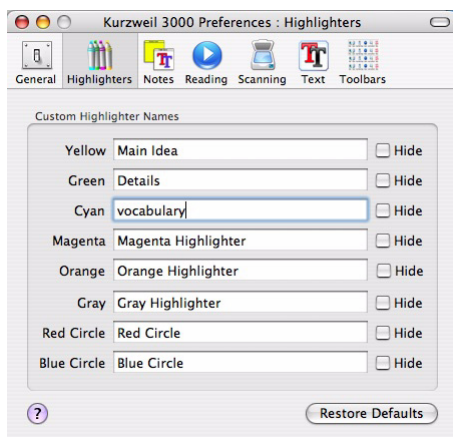 Kurzweil 3000 Preferences : Highlighters
General Highlighters Notes Reading Scanning Text Toolbars
Custom Highlighter Names
Yellow Main Idea Hide
Green Details Hide
Cyan vocabulary Hide
Magenta Magenta Highlighter Hide
Orange Orange Highlighter Hide
Gray Gray Highlighter Hide
Red Circle Red Circle Hide
Blue Circle Blue Circle Hide
? Restore Defaults